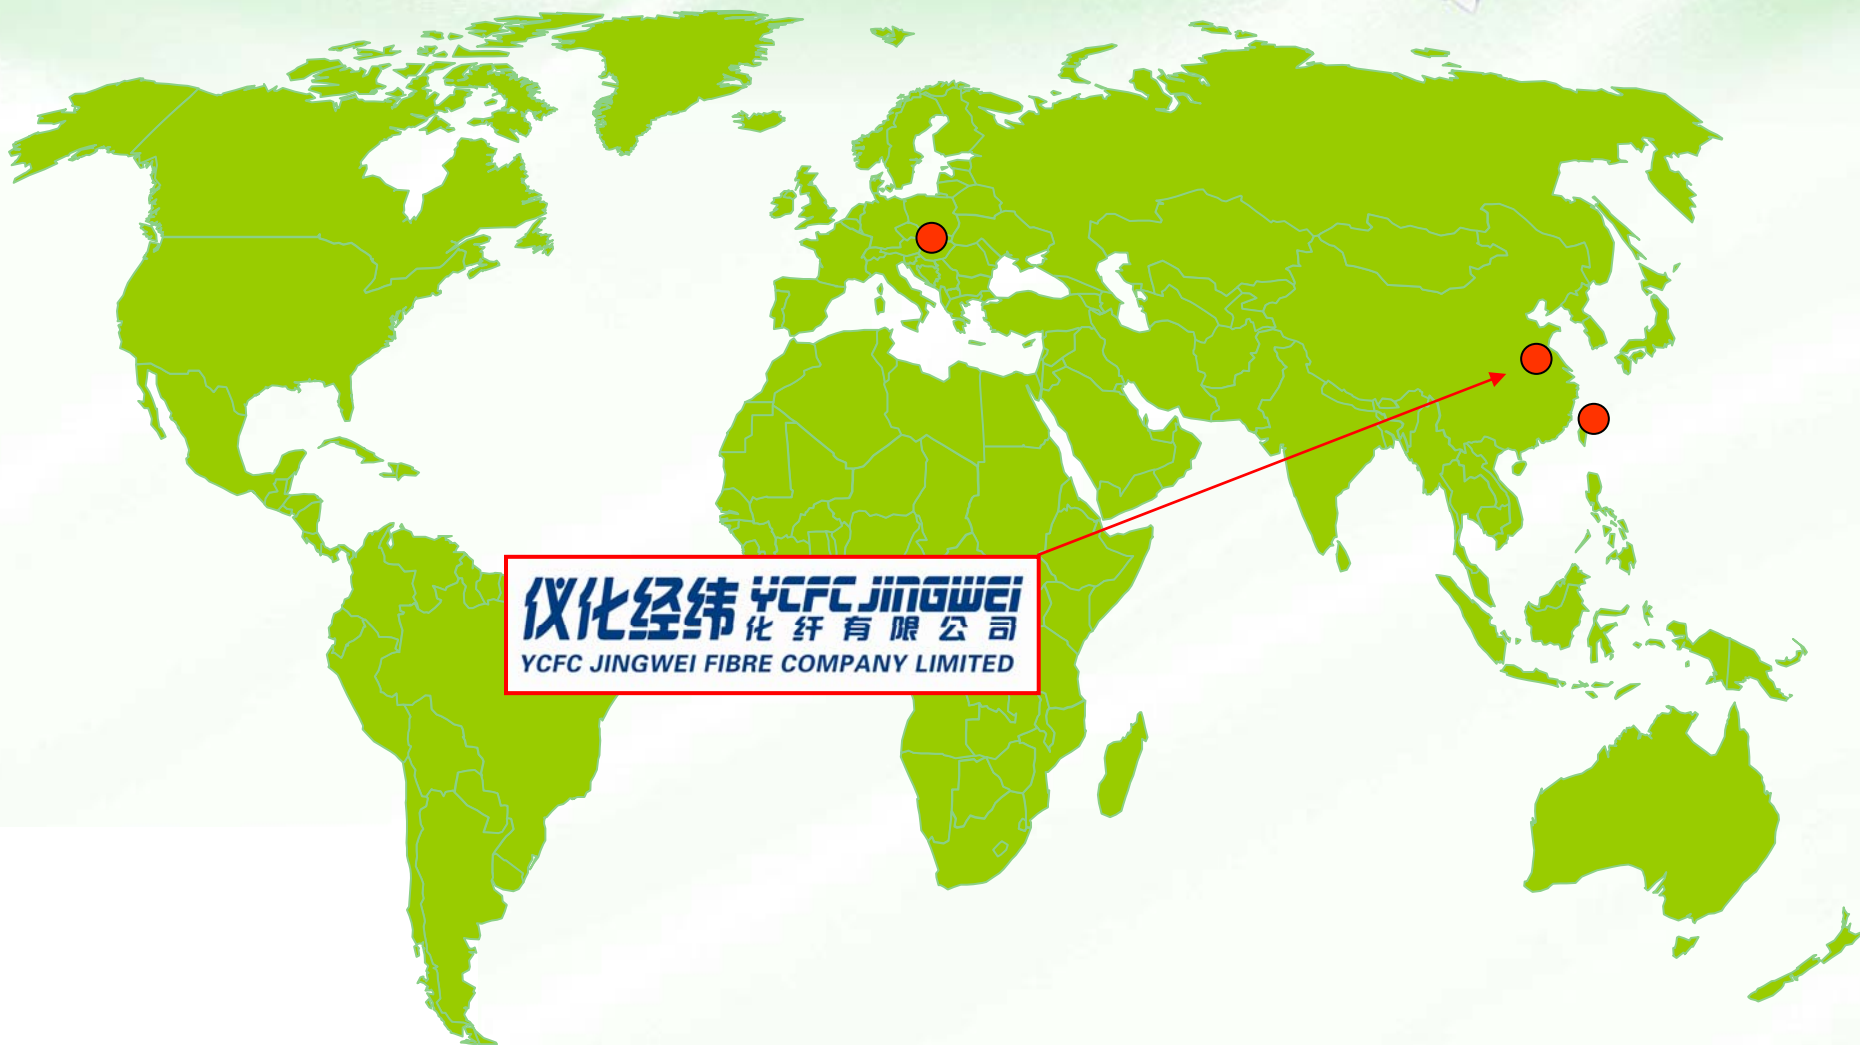 仪化经纬 YCFC JINGWEI
化纤有限公司
YCFC JINGWEI FIBRE COMPANY LIMITED